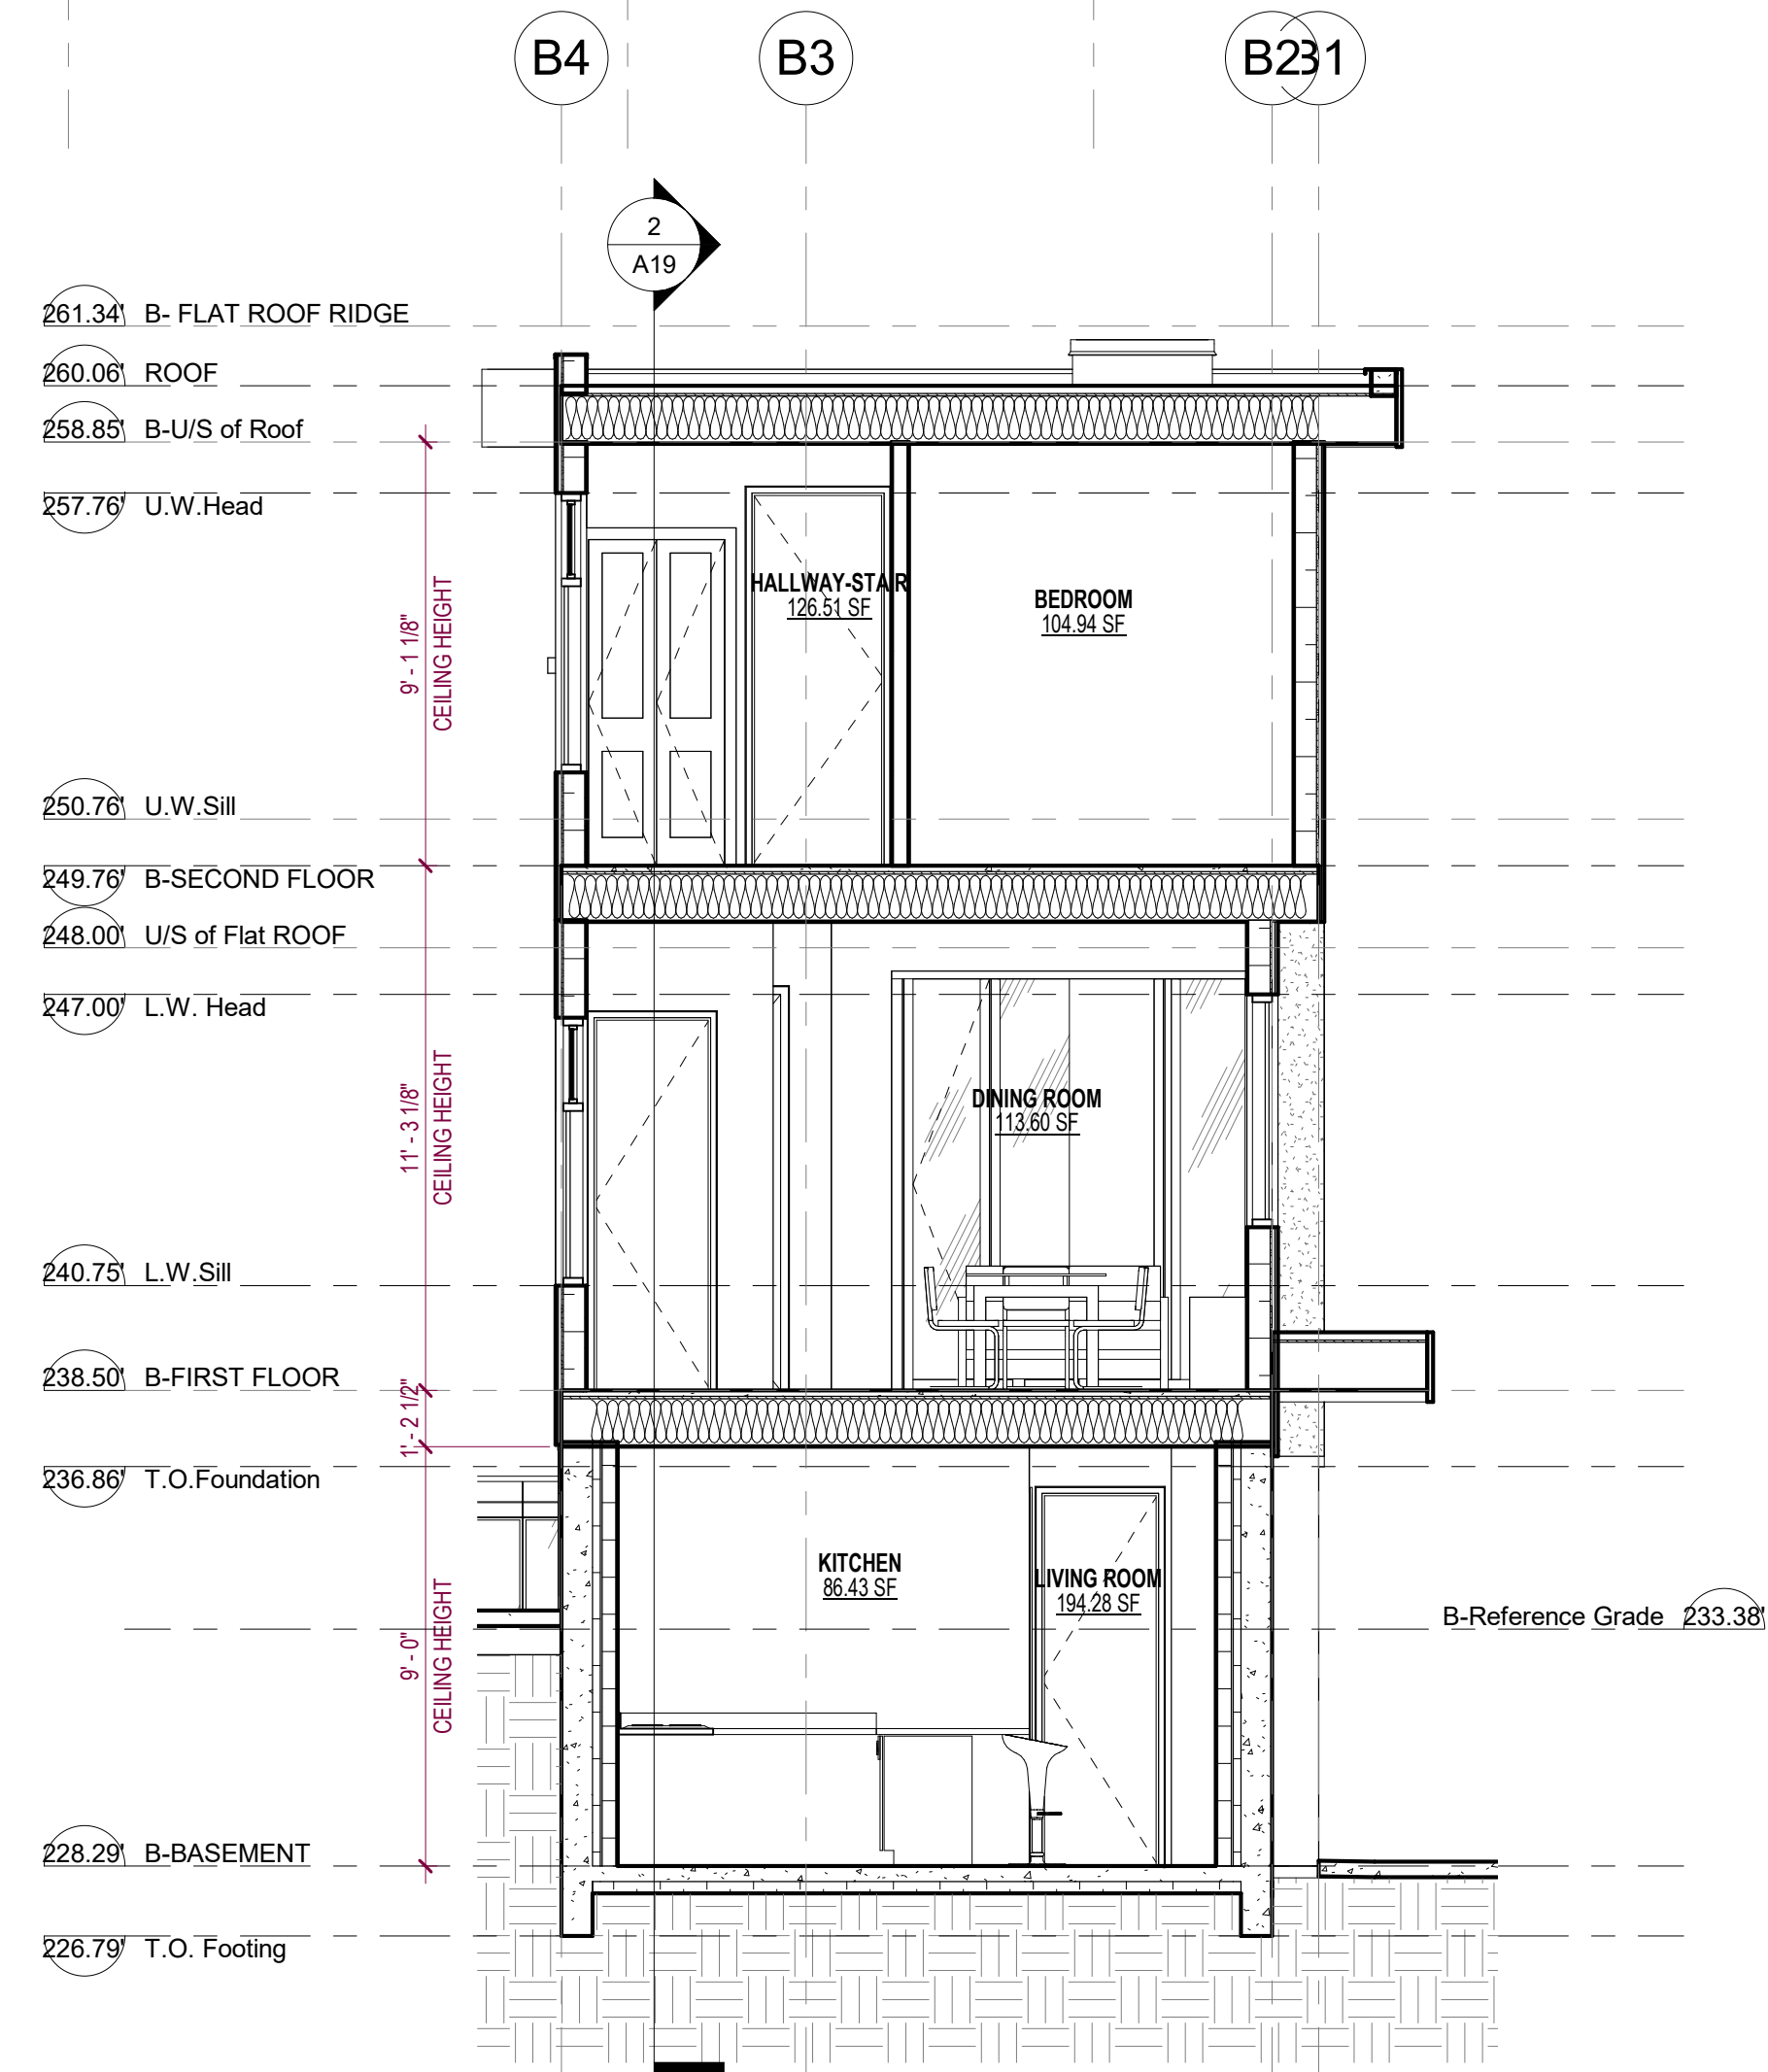 B4
B3
B2
B1
2
A19
261.34' B- FLAT ROOF RIDGE
260.06' ROOF
258.85' B-U/S of Roof
257.76' U.W.Head
HALLWAY-STAIR
126.51 SF
BEDROOM
104.94 SF
9' - 1 1/8"
CEILING HEIGHT
250.76' U.W.Sill
249.76' B-SECOND FLOOR
248.00' U/S of Flat ROOF
247.00' L.W. Head
DINING ROOM
113.60 SF
11' - 3 1/8"
CEILING HEIGHT
240.75' L.W.Sill
238.50' B-FIRST FLOOR
1' - 2 1/2"
236.86' T.O.Foundation
KITCHEN
86.43 SF
LIVING ROOM
194.28 SF
B-Reference Grade 233.38'
9' - 0"
CEILING HEIGHT
228.29' B-BASEMENT
226.79' T.O. Footing